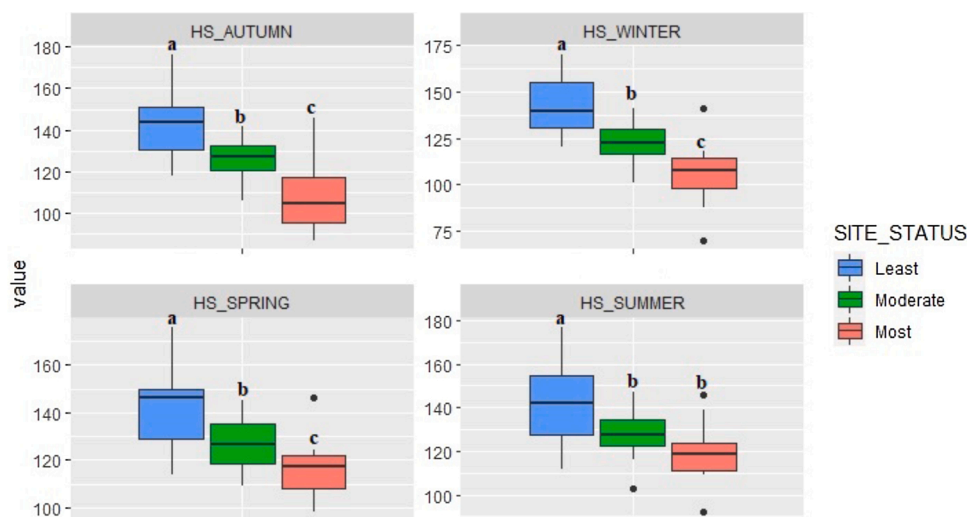 HS_AUTUMN
180
160
140
120
100
a
b
c
HS_WINTER
175
150
125
100
75
a
b
c
value
HS_SPRING
160
140
120
100
a
b
c
HS_SUMMER
180
160
140
120
100
a
b
b
SITE_STATUS
Least
Moderate
Most